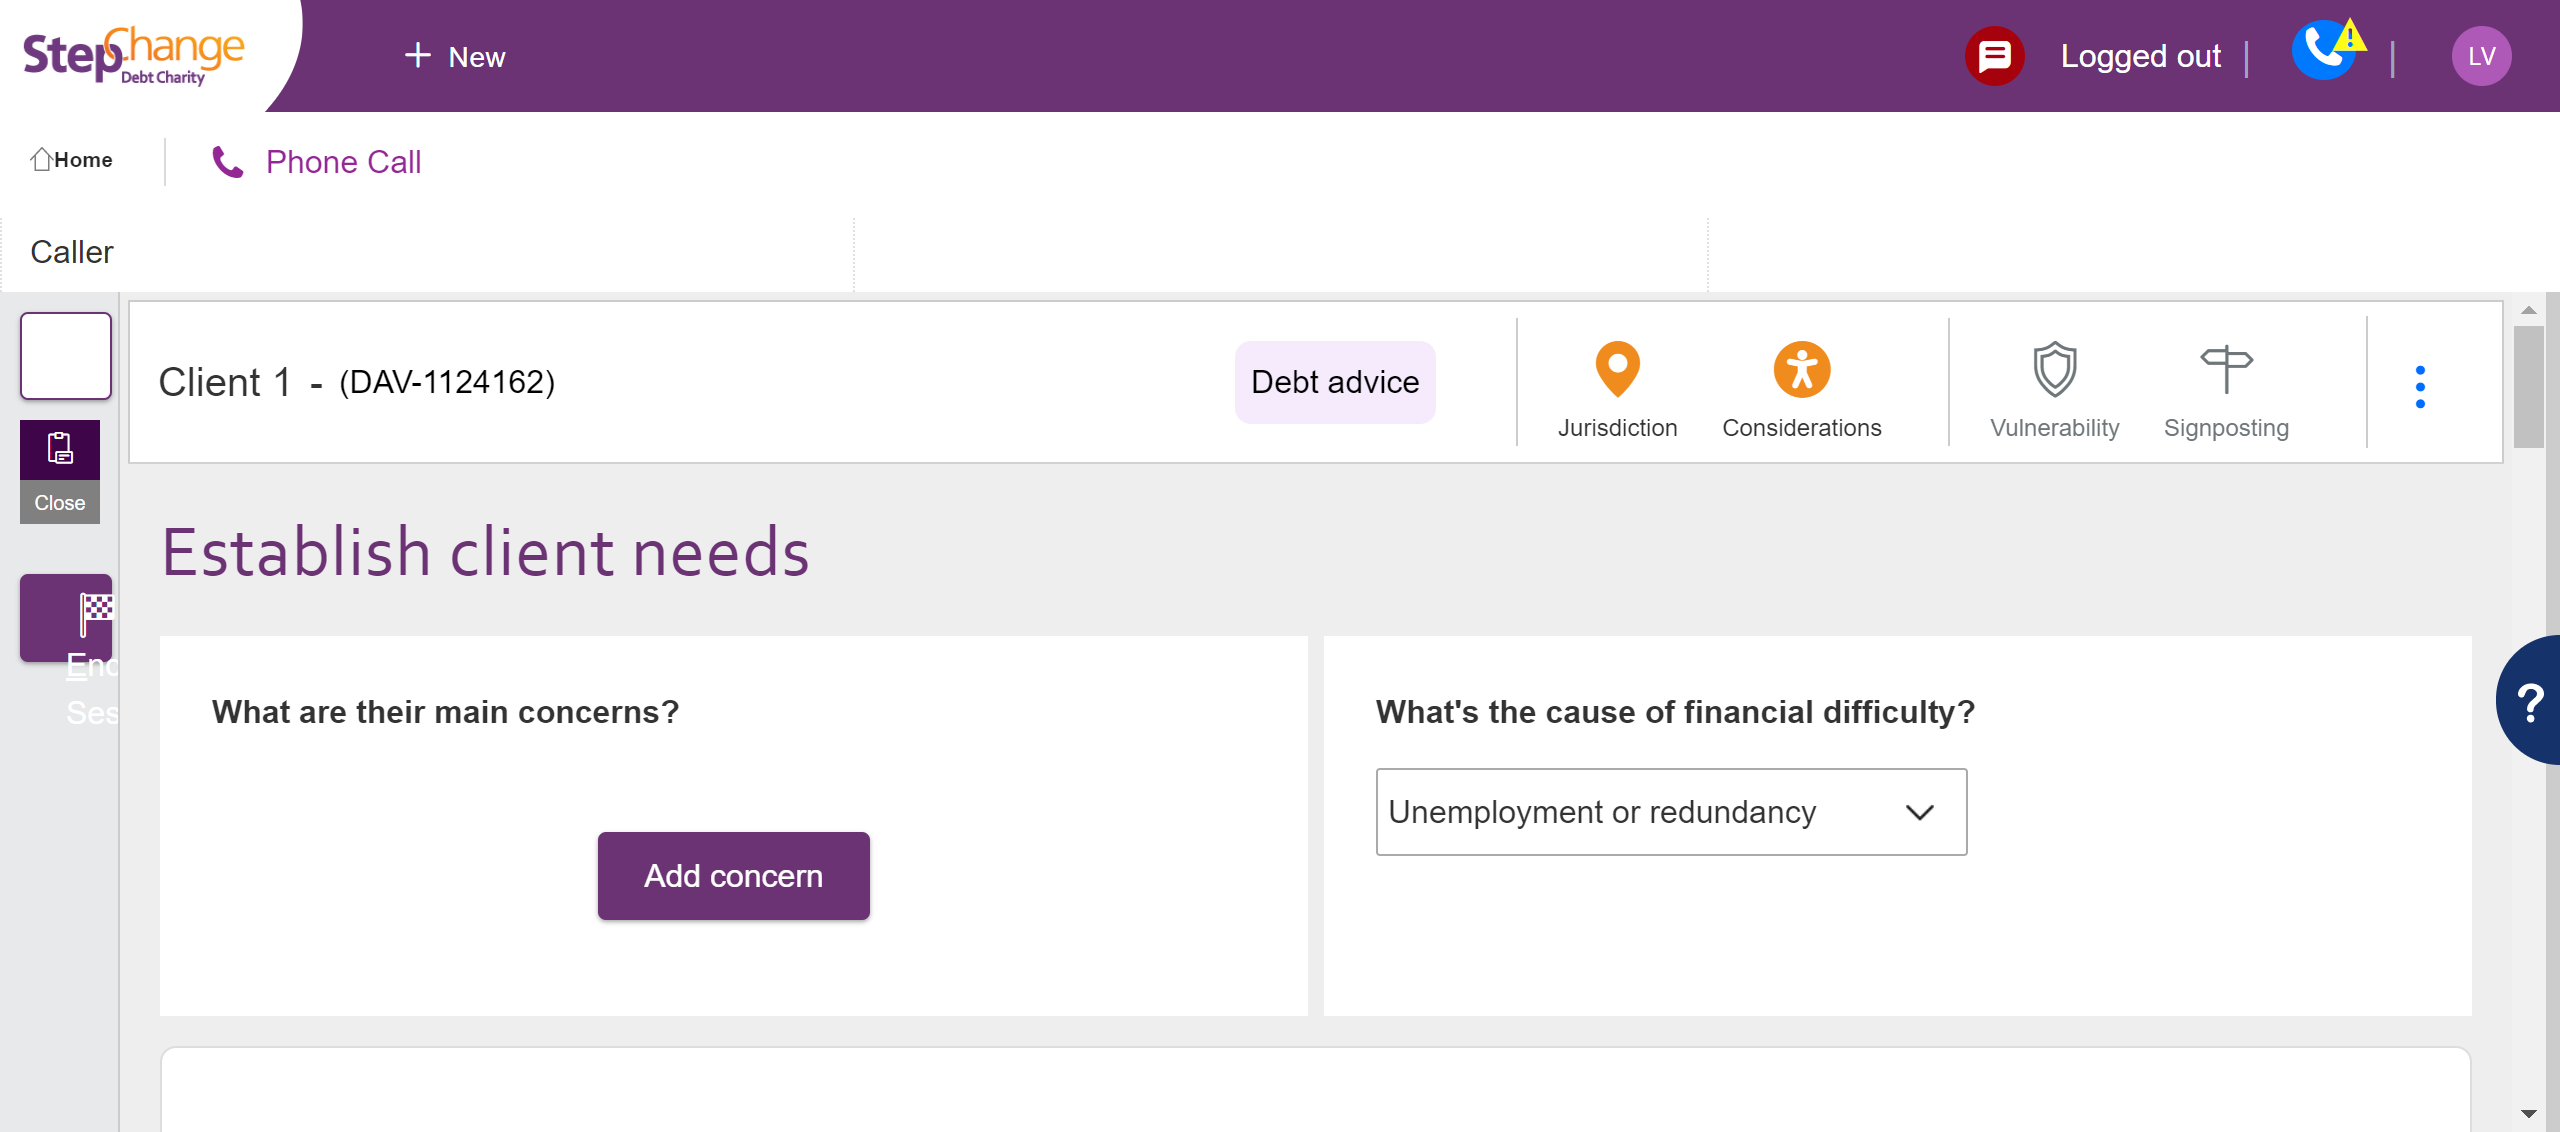 StepChange
Debt Charity
New
Logged out
LV
Home
Phone Call
Caller
Client 1 - (DAV-1124162)
Debt advice
Jurisdiction
Considerations
Vulnerability
Signposting
Close
Establish client needs
What are their main concerns?
What's the cause of financial difficulty?
Unemployment or redundancy
Add concern
End
Ses
?